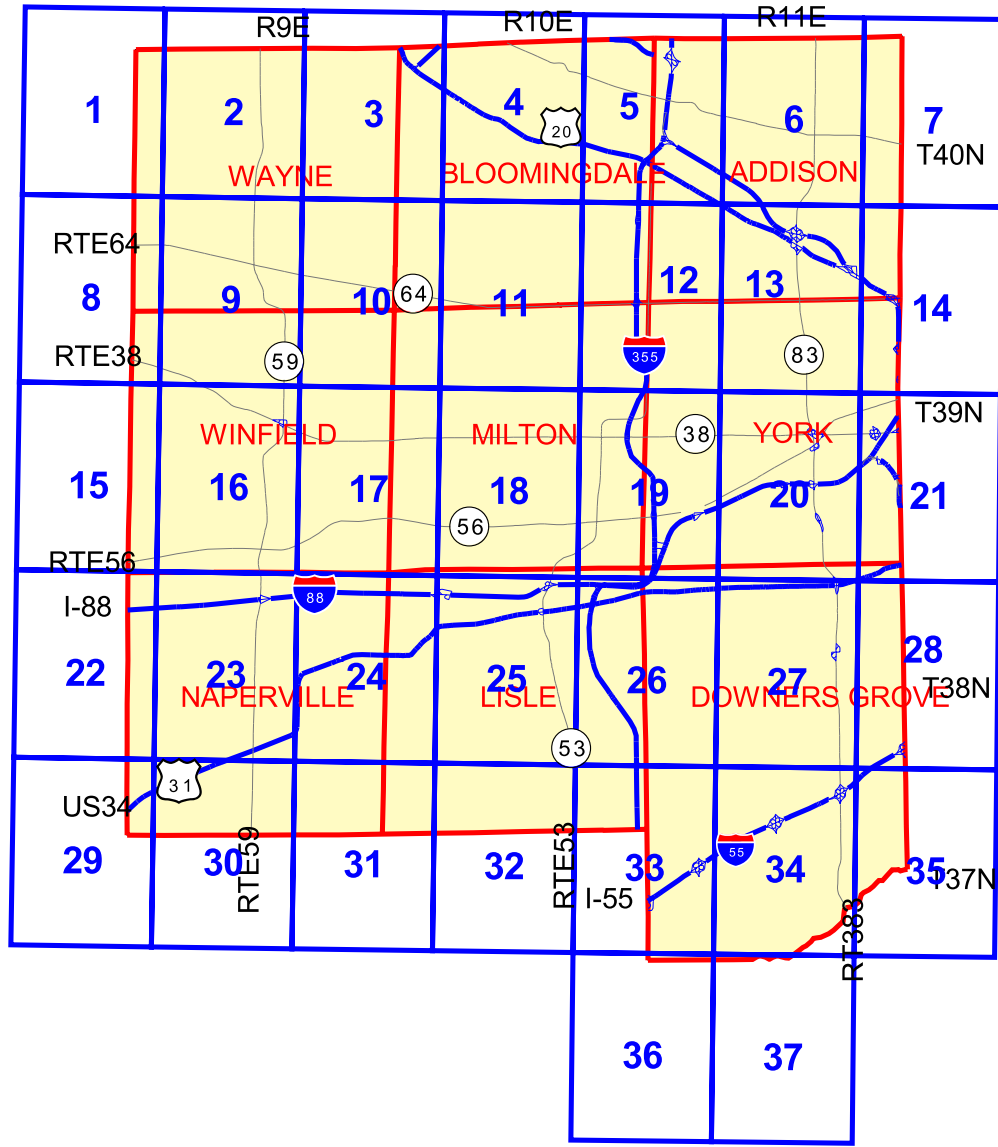 R9E
R10E
R11E
1
2
3
4
5
6
7
20
T40N
WAYNE
BLOOMINGDALE
ADDISON
RTE64
8
9
10
64
11
12
13
14
RTE38
59
355
83
T39N
WINFIELD
MILTON
38
YORK
15
16
17
18
19
20
21
56
RTE56
I-88
88
22
23
24
25
26
27
28
NAPERVILLE
LISLE
DOWNERS GROVE
T38N
53
US34
31
29
30
RTE59
31
32
RTE53
33
I-55
55
34
35
T37N
RT383
36
37